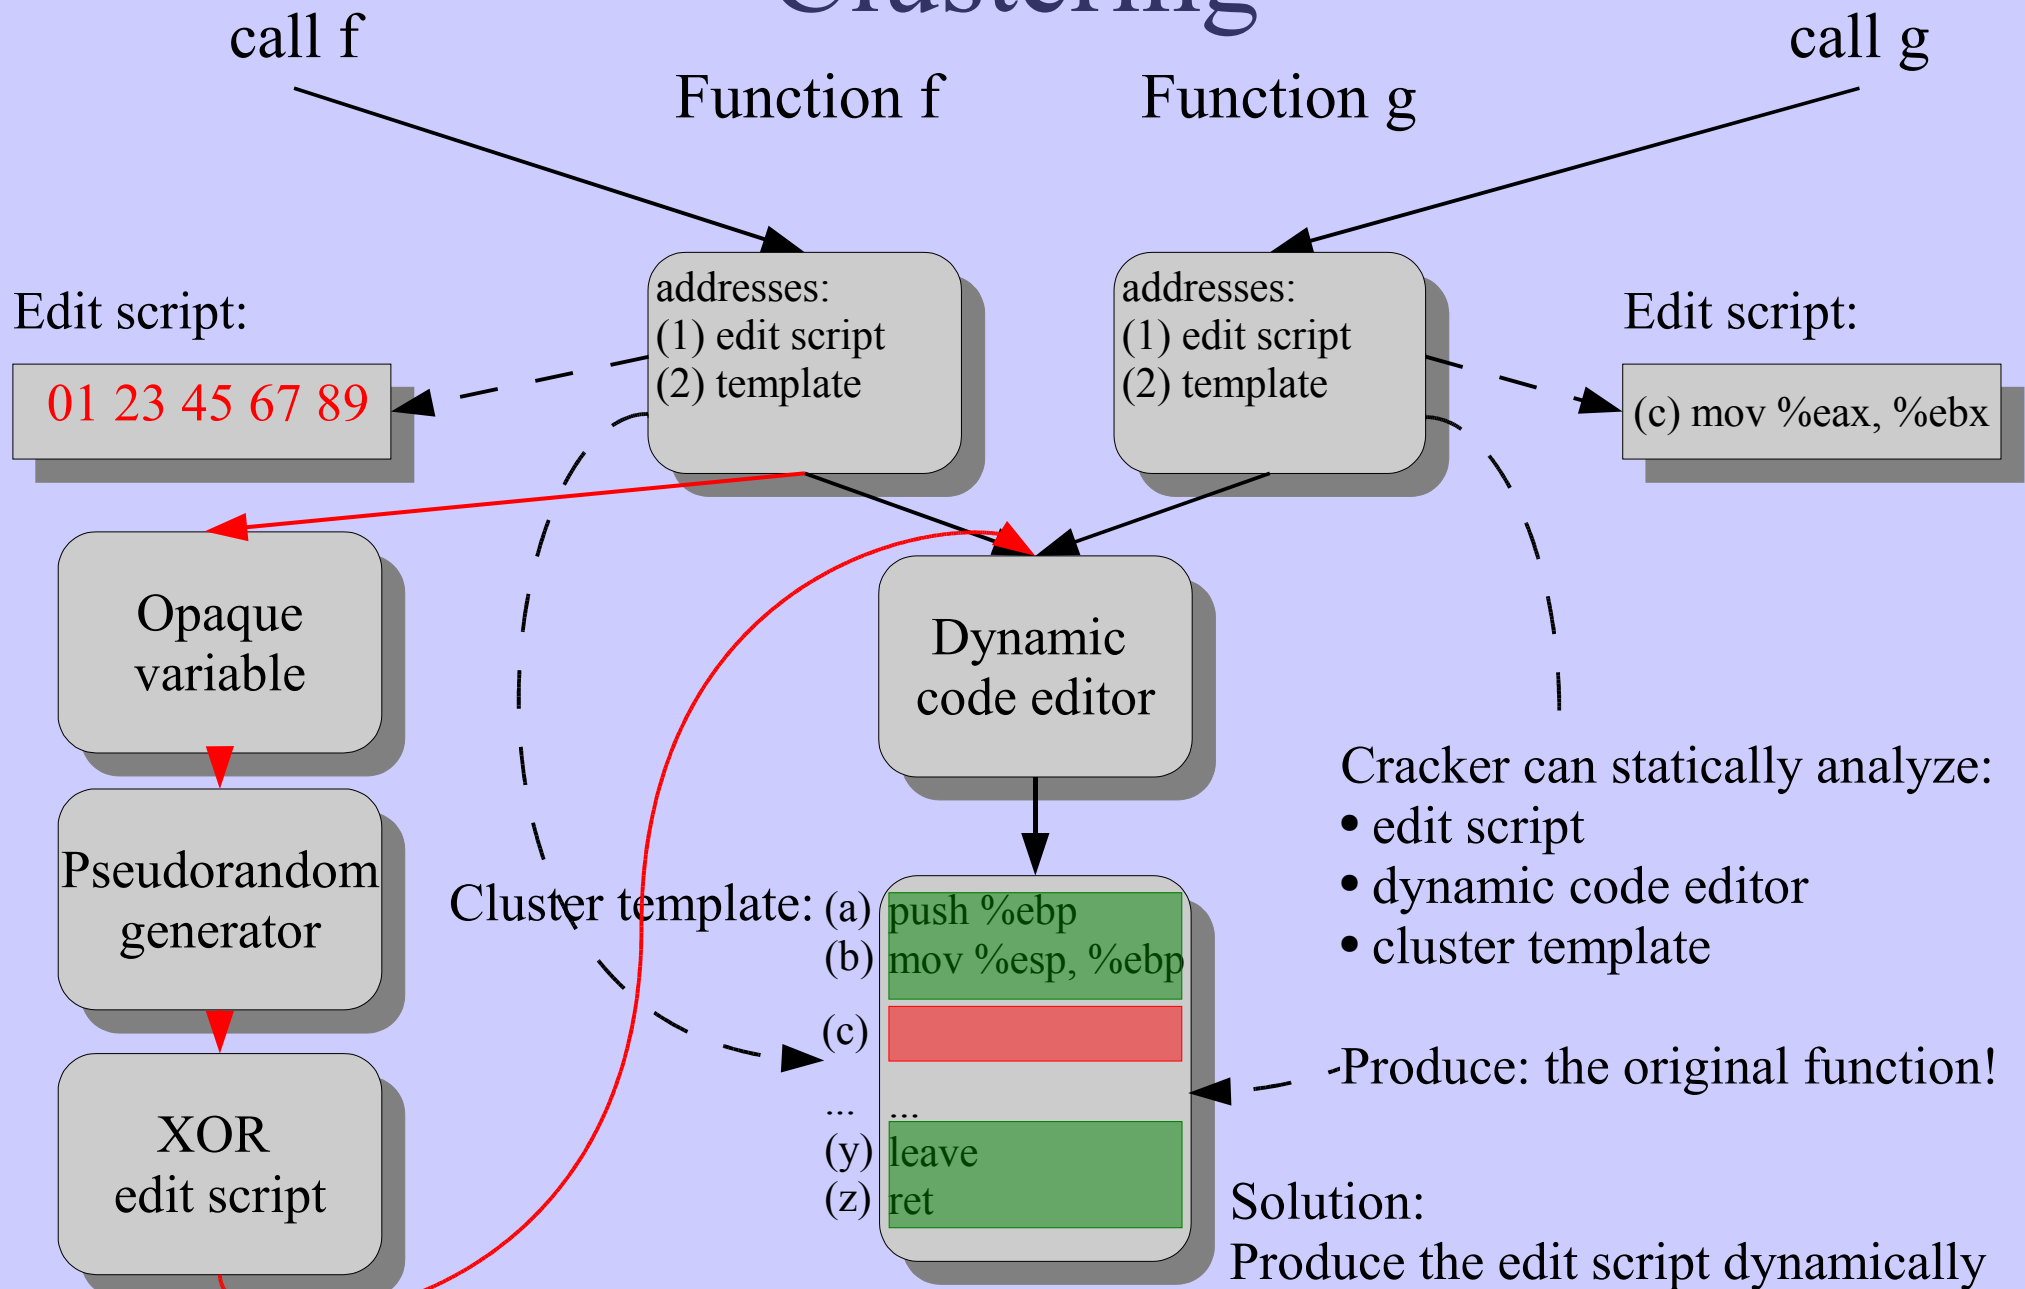 Clustering
call f
call g
Function f
Function g
addresses:
(1) edit script
(2) template
addresses:
(1) edit script
(2) template
Edit script:
01 23 45 67 89
Edit script:
(c) mov %eax, %ebx
Opaque
variable
Dynamic
code editor
Pseudorandom
generator
XOR
edit script
Cluster template:
(a) push %ebp
(b) mov %esp, %ebp
(c)
... ...
(y) leave
(z) ret
Cracker can statically analyze:
• edit script
• dynamic code editor
• cluster template
Produce: the original function!
Solution:
Produce the edit script dynamically